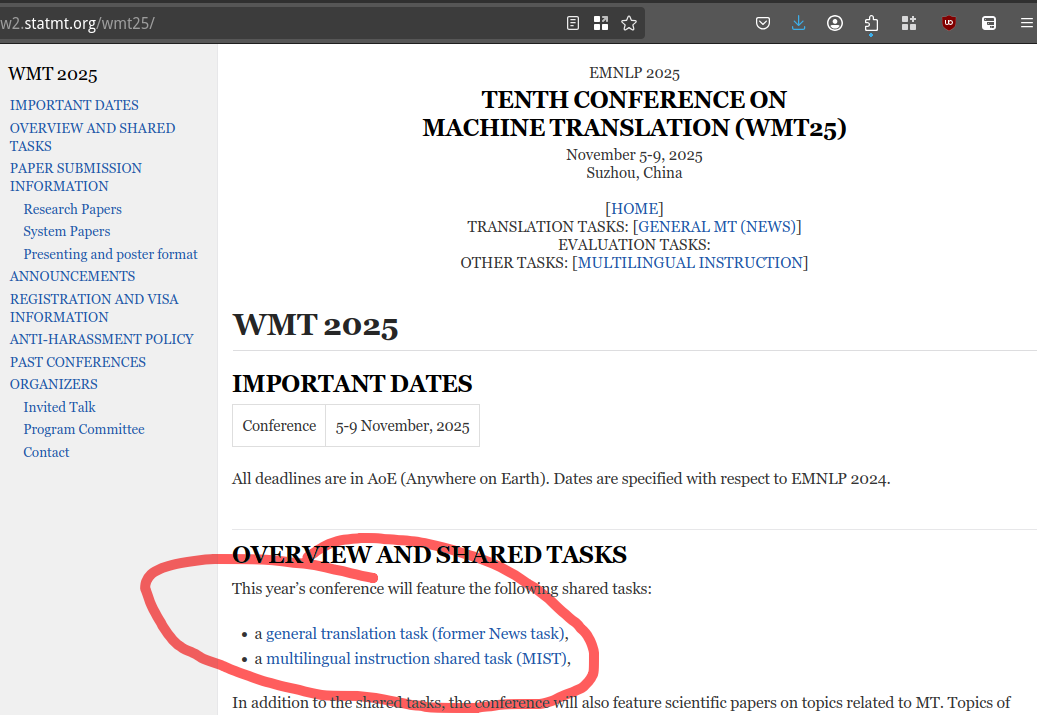 w2.statmt.org/wmt25/
WMT 2025
IMPORTANT DATES
OVERVIEW AND SHARED
TASKS
PAPER SUBMISSION
INFORMATION
Research Papers
System Papers
Presenting and poster format
ANNOUNCEMENTS
REGISTRATION AND VISA
INFORMATION
ANTI-HARASSMENT POLICY
PAST CONFERENCES
ORGANIZERS
Invited Talk
Program Committee
Contact
EMNLP 2025
TENTH CONFERENCE ON
MACHINE TRANSLATION (WMT25)
November 5-9, 2025
Suzhou, China
[HOME]
TRANSLATION TASKS: [GENERAL MT (NEWS)]
EVALUATION TASKS:
OTHER TASKS: [MULTILINGUAL INSTRUCTION]
WMT 2025
IMPORTANT DATES
Conference 5-9 November, 2025
All deadlines are in AoE (Anywhere on Earth). Dates are specified with respect to EMNLP 2024.
OVERVIEW AND SHARED TASKS
This year's conference will feature the following shared tasks:
• a general translation task (former News task),
• a multilingual instruction shared task (MIST),
In addition to the shared tasks, the conference will also feature scientific papers on topics related to MT. Topics of